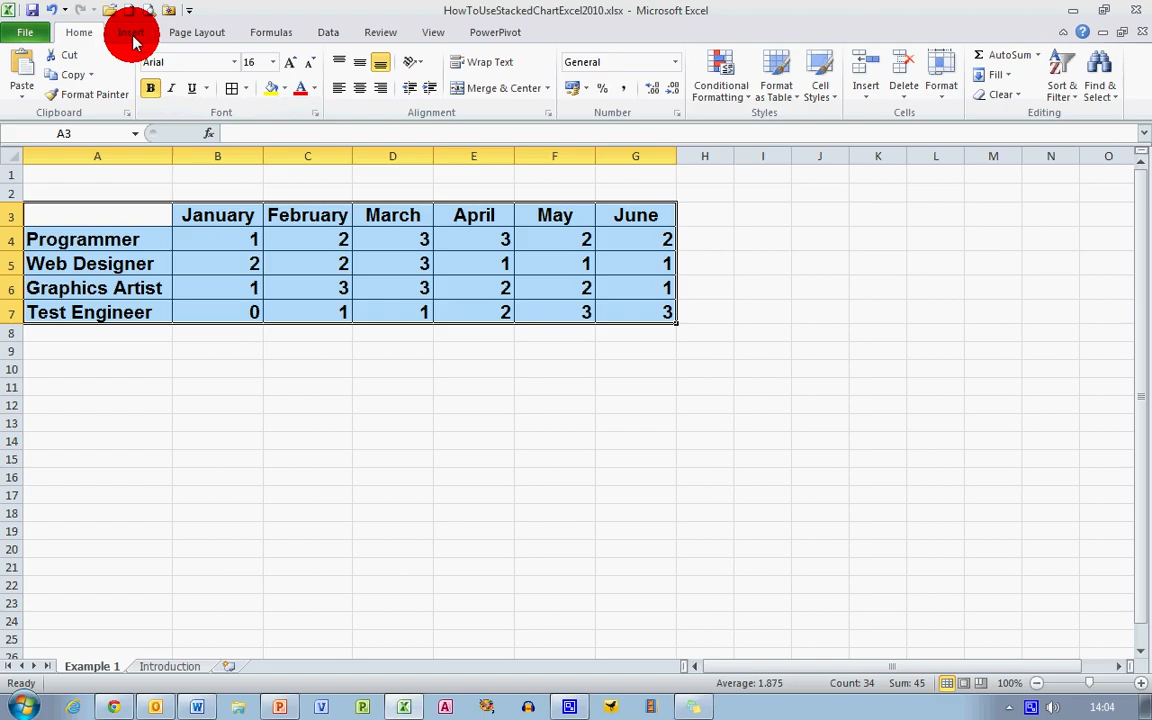 HowToUseStackedChartExcel2010.xlsx - Microsoft Excel
File Home Insert Page Layout Formulas Data Review View PowerPivot
Cut Arial 16 Wrap Text General AutoSum
Paste Copy Conditional Format Cell Insert Delete Format Fill Sort & Find &
Format Painter Merge & Center Formatting as Table Styles Clear Filter Select
Clipboard Font Alignment Number Styles Cells Editing
A3 fx
A B C D E F G H I J K L M N O
1
2
3 January February March April May June
4 Programmer 1 2 3 3 2 2
5 Web Designer 2 2 3 1 1 1
6 Graphics Artist 1 3 3 2 2 1
7 Test Engineer 0 1 1 2 3 3
8
9
10
11
12
13
14
15
16
17
18
19
20
21
22
23
24
25
26
Example 1 Introduction
Ready Average: 1.875 Count: 34 Sum: 45 100%
14:04